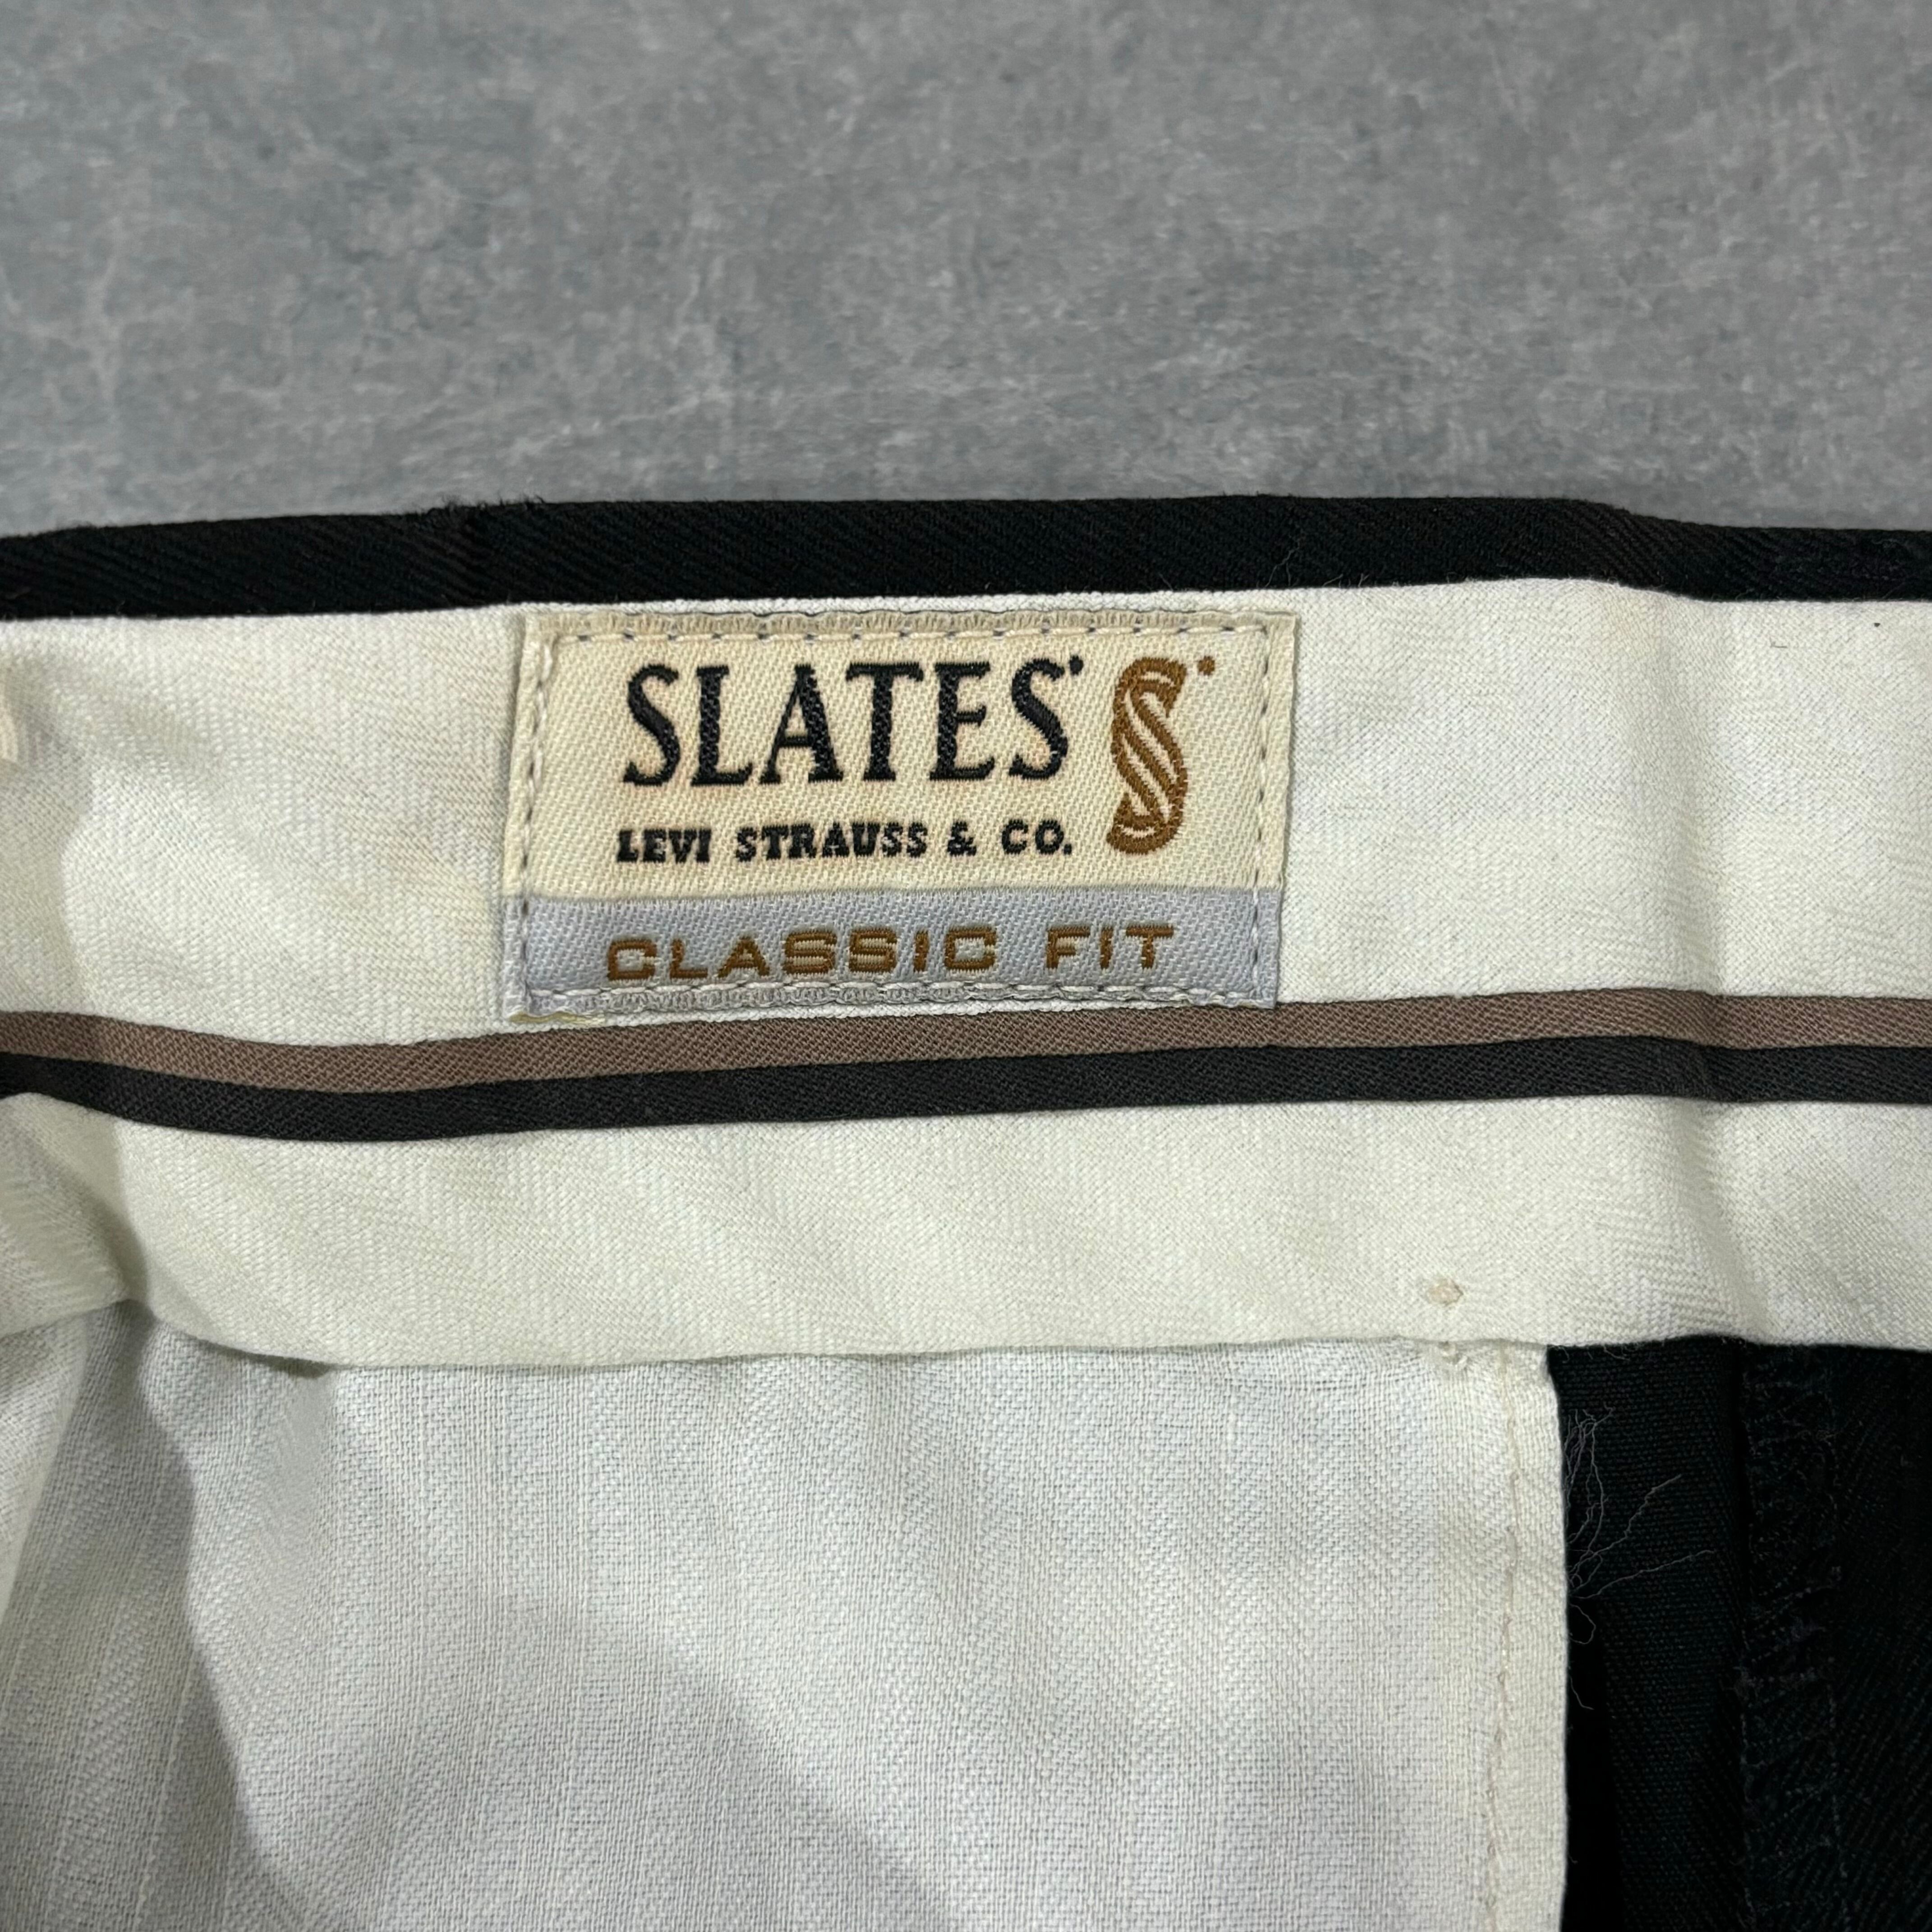 SLATES S
LEVI STRAUSS & CO.
CLASSIC FIT